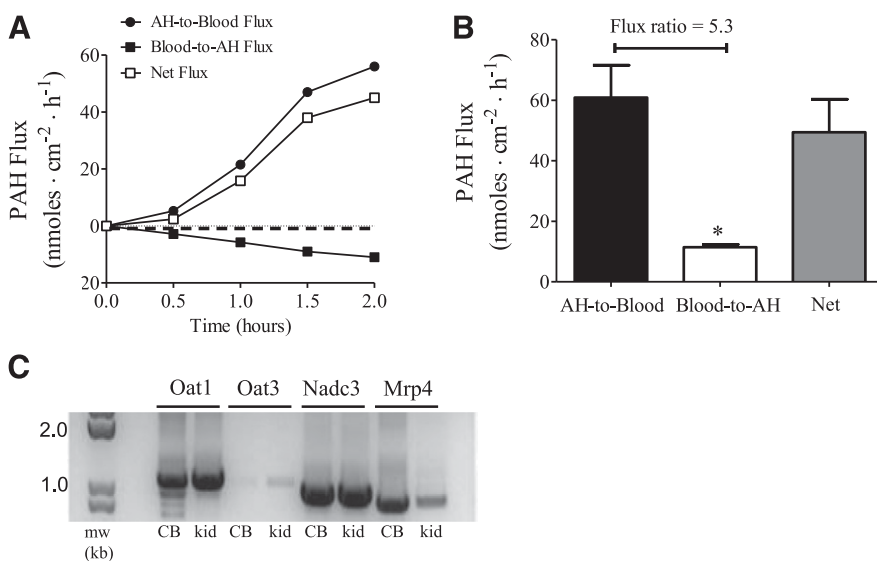 A
AH-to-Blood Flux
Blood-to-AH Flux
Net Flux
PAH Flux
(nmoles · cm⁻² · h⁻¹)
60
40
20
0
20
0.0
0.5
1.0
1.5
2.0
Time (hours)
B
Flux ratio = 5.3
PAH Flux
(nmoles · cm⁻² · h⁻¹)
80
60
40
20
0
*
AH-to-Blood
Blood-to-AH
Net
C
Oat1 Oat3 Nadc3 Mrp4
2.0
1.0
mw
(kb)
CB kid CB kid CB kid CB kid